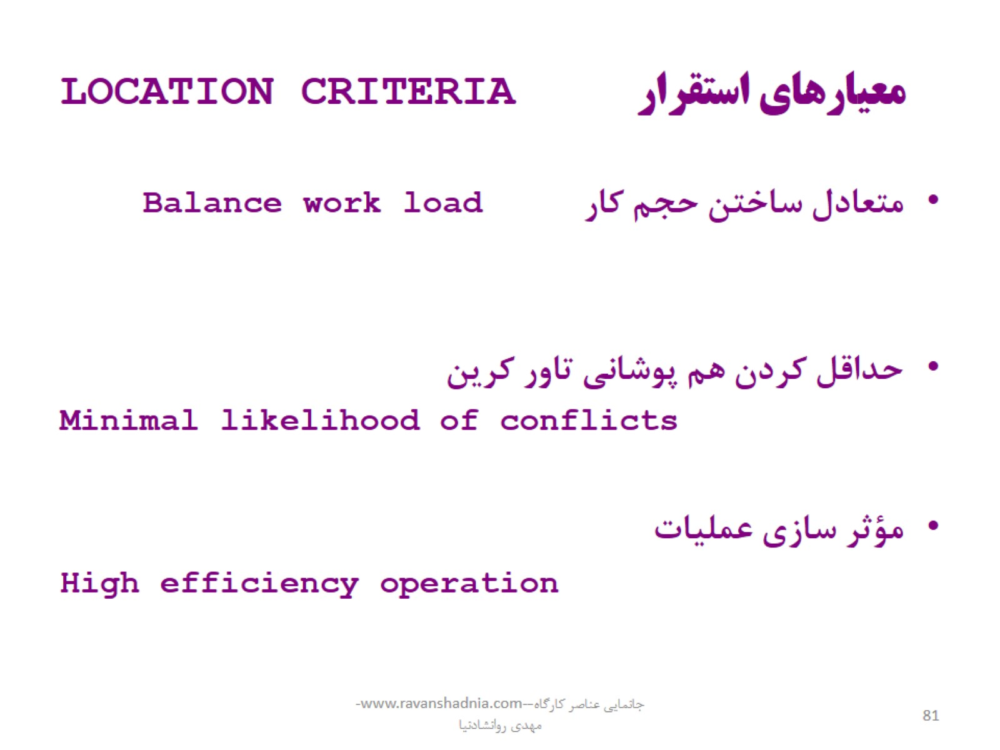 معیارهای استقرار LOCATION CRITERIA
• متعادل ساختن حجم کار Balance work load
• حداقل کردن هم پوشانی تاور کرین
Minimal likelihood of conflicts
• مؤثر سازی عملیات
High efficiency operation
جانمایی عناصر کارگاه--www.ravanshadnia.com-
مهدی روانشادنیا
81